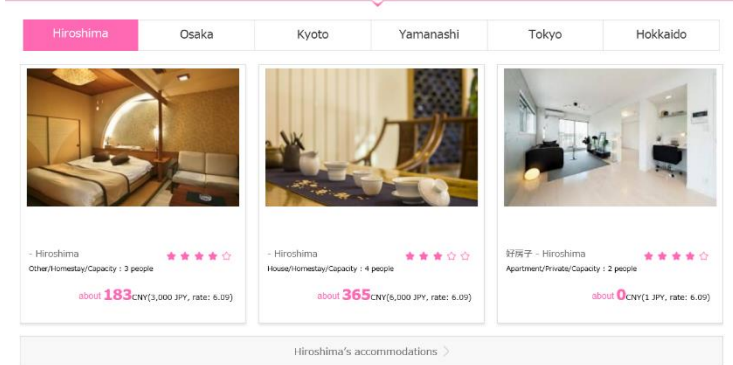 Hiroshima
Osaka
Kyoto
Yamanashi
Tokyo
Hokkaido
- Hiroshima
Other/Homestay/Capacity : 3 people
about 183CNY(3,000 JPY, rate: 6.09)
- Hiroshima
House/Homestay/Capacity : 4 people
about 365CNY(6,000 JPY, rate: 6.09)
好房子 - Hiroshima
Apartment/Private/Capacity : 2 people
about 0CNY(1 JPY, rate: 6.09)
Hiroshima's accommodations >